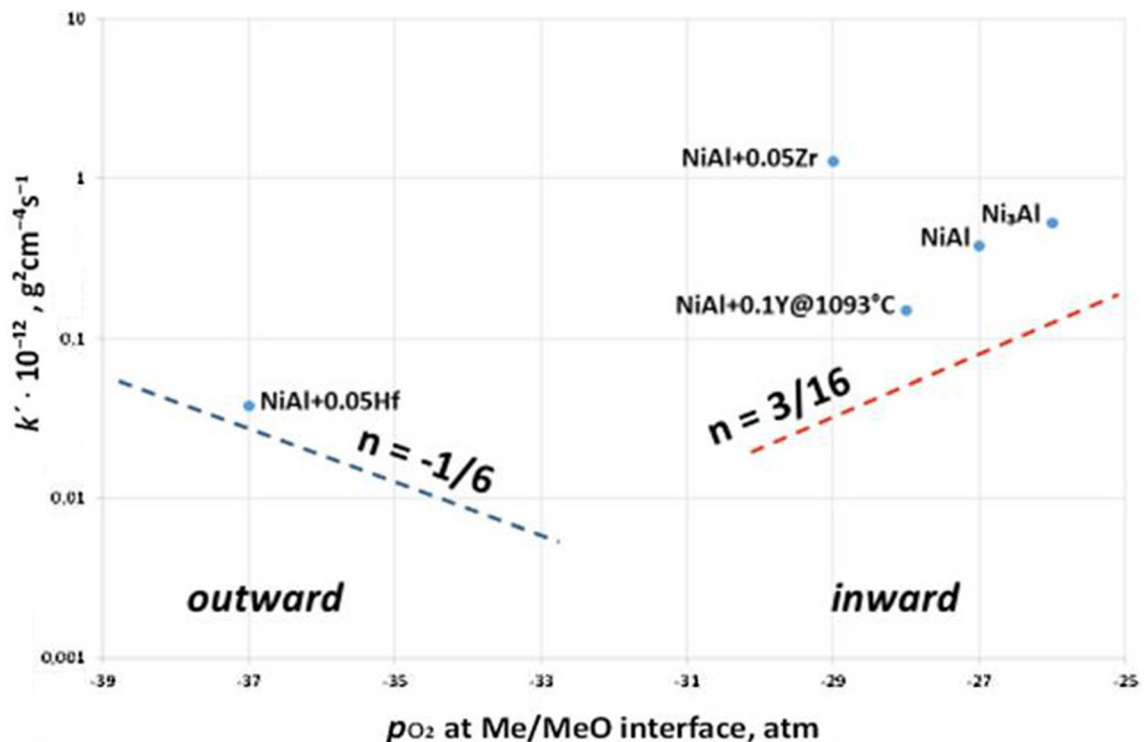 10
NiAl+0.05Zr
1
Ni₃Al
NiAl
NiAl+0.1Y@1093°C
0.1
NiAl+0.05Hf
n = 3/16
n = -1/6
0.01
outward
inward
0.001
-39 -37 -35 -33 -31 -29 -27 -25
k´· 10⁻¹² , g²cm⁻⁴s⁻¹
pO₂ at Me/MeO interface, atm